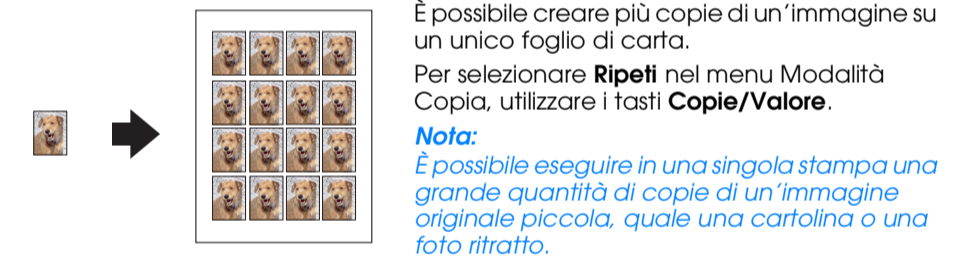 È possibile creare più copie di un'immagine su
un unico foglio di carta.
Per selezionare Ripeti nel menu Modalità
Copia, utilizzare i tasti Copie/Valore.
Nota:
È possibile eseguire in una singola stampa una
grande quantità di copie di un'immagine
originale piccola, quale una cartolina o una
foto ritratto.